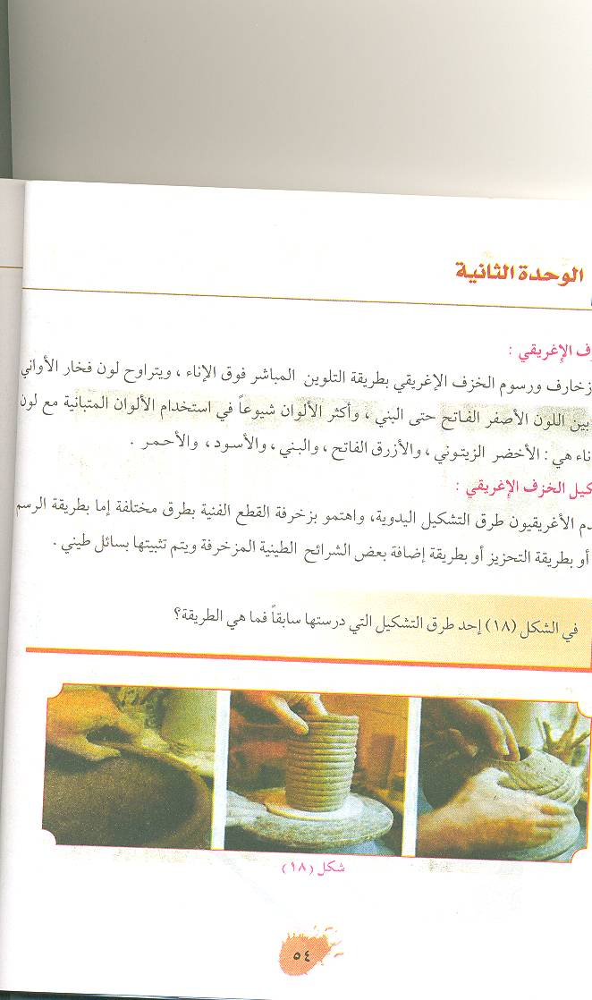 الوحدة الثانية
الإغريقي :
زخارف ورسوم الخزف الإغريقي بطريقة التلوين المباشر فوق الإناء ، ويتراوح لون فخار الأواني
بين اللون الأصفر الفاتح حتى البني ، وأكثر الألوان شيوعاً في استخدام الألوان المتبانية مع لون
هي : الأخضر الزيتوني ، والأزرق الفاتح ، والبني ، والأسود ، والأحمر .
الخزف الإغريقي :
الأغريقيون طرق التشكيل اليدوية، واهتمو بزخرفة القطع الفنية بطرق مختلفة إما بطريقة الرسم
أو بطريقة التحزيز أو بطريقة إضافة بعض الشرائح الطينية المزخرفة ويتم تثبيتها بسائل طيني .
في الشكل (١٨) إحد طرق التشكيل التي درستها سابقاً فما هي الطريقة؟
شكل (١٨)
٥٤